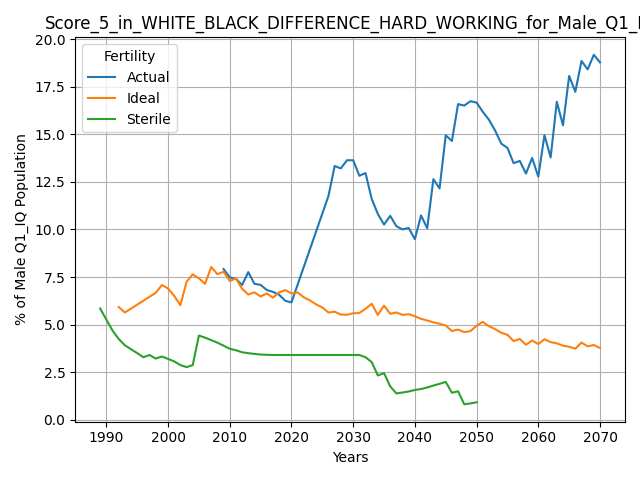 Score_5_in_WHITE_BLACK_DIFFERENCE_HARD_WORKING_for_Male_Q1_
Fertility
Actual
Ideal
Sterile
% of Male Q1_IQ Population
20.0
17.5
15.0
12.5
10.0
7.5
5.0
2.5
0.0
1990 2000 2010 2020 2030 2040 2050 2060 2070
Years